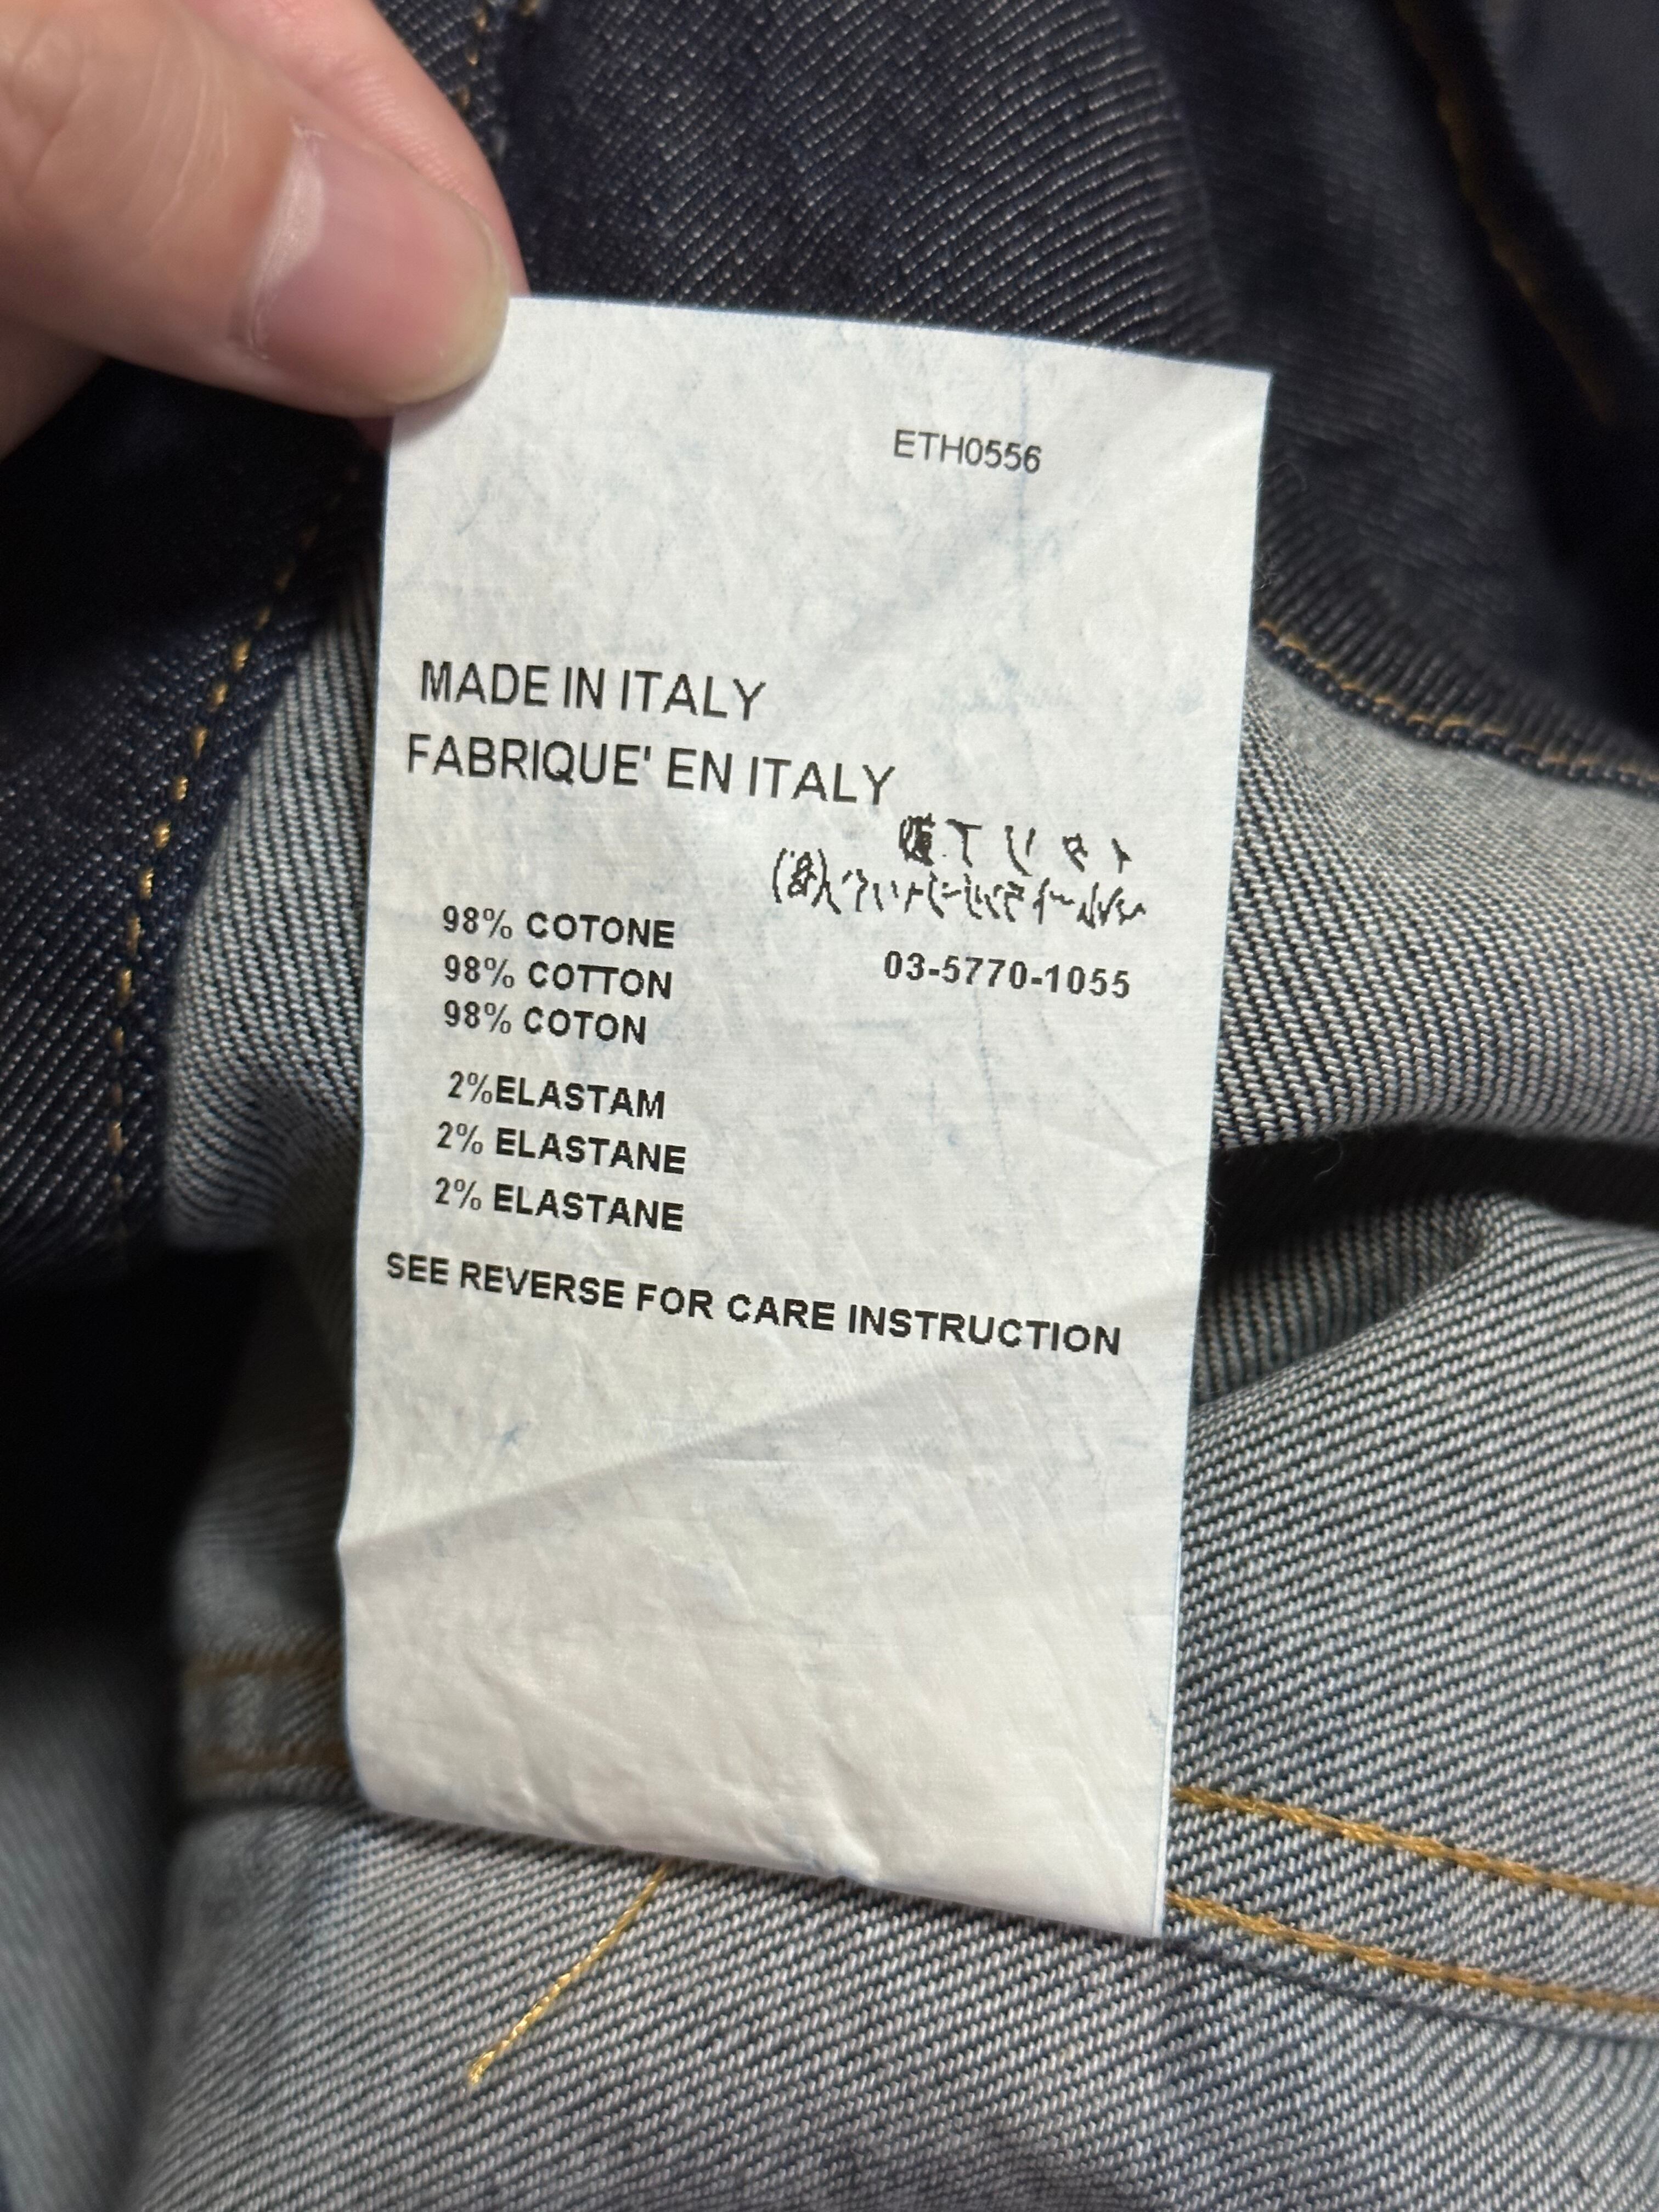 ETH0556
MADE IN ITALY
FABRIQUE' EN ITALY
98% COTONE
98% COTTON
98% COTON
03-5770-1055
2%ELASTAM
2% ELASTANE
2% ELASTANE
SEE REVERSE FOR CARE INSTRUCTION